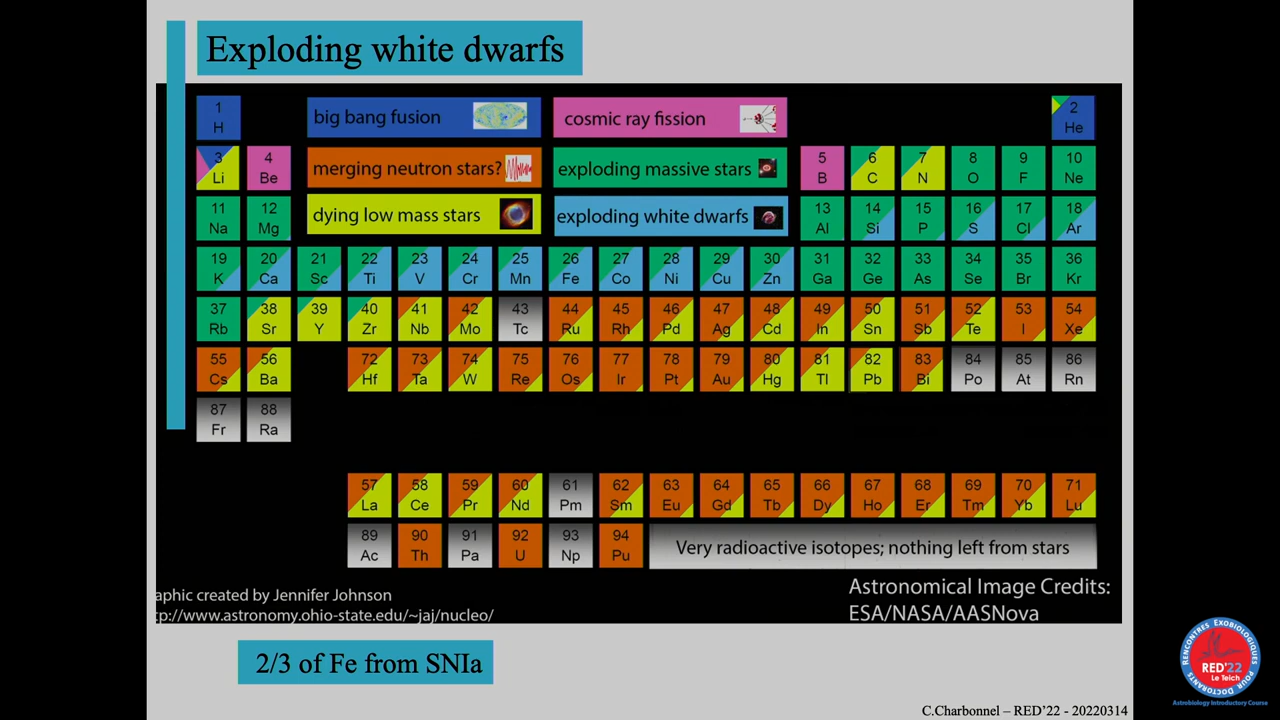 Exploding white dwarfs
1 H
big bang fusion
cosmic ray fission
2 He
3 Li
4 Be
merging neutron stars?
exploding massive stars
5 B
6 C
7 N
8 O
9 F
10 Ne
11 Na
12 Mg
dying low mass stars
exploding white dwarfs
13 Al
14 Si
15 P
16 S
17 Cl
18 Ar
19 K
20 Ca
21 Sc
22 Ti
23 V
24 Cr
25 Mn
26 Fe
27 Co
28 Ni
29 Cu
30 Zn
31 Ga
32 Ge
33 As
34 Se
35 Br
36 Kr
37 Rb
38 Sr
39 Y
40 Zr
41 Nb
42 Mo
43 Tc
44 Ru
45 Rh
46 Pd
47 Ag
48 Cd
49 In
50 Sn
51 Sb
52 Te
53 I
54 Xe
55 Cs
56 Ba
72 Hf
73 Ta
74 W
75 Re
76 Os
77 Ir
78 Pt
79 Au
80 Hg
81 Tl
82 Pb
83 Bi
84 Po
85 At
86 Rn
87 Fr
88 Ra
57 La
58 Ce
59 Pr
60 Nd
61 Pm
62 Sm
63 Eu
64 Gd
65 Tb
66 Dy
67 Ho
68 Er
69 Tm
70 Yb
71 Lu
89 Ac
90 Th
91 Pa
92 U
93 Np
94 Pu
Very radioactive isotopes; nothing left from stars
aphic created by Jennifer Johnson
tp://www.astronomy.ohio-state.edu/~jaj/nucleo/
Astronomical Image Credits:
ESA/NASA/AASNova
2/3 of Fe from SNIa
RENCONTRES EXOBIOLOGIQUES POUR DOCTORANTS
RED'22
Le Teich
Astrobiology Introductory Course
C.Charbonnel – RED'22 - 20220314